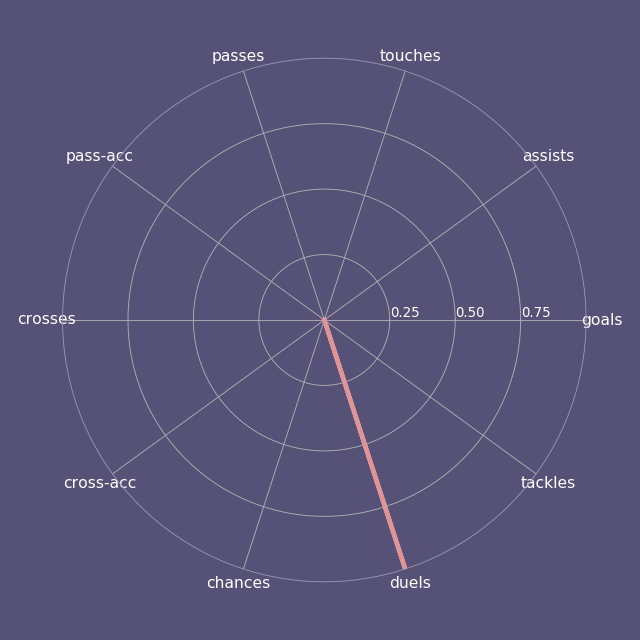 passes
touches
pass-acc
assists
0.25
0.50
0.75
crosses
goals
cross-acc
tackles
chances
duels